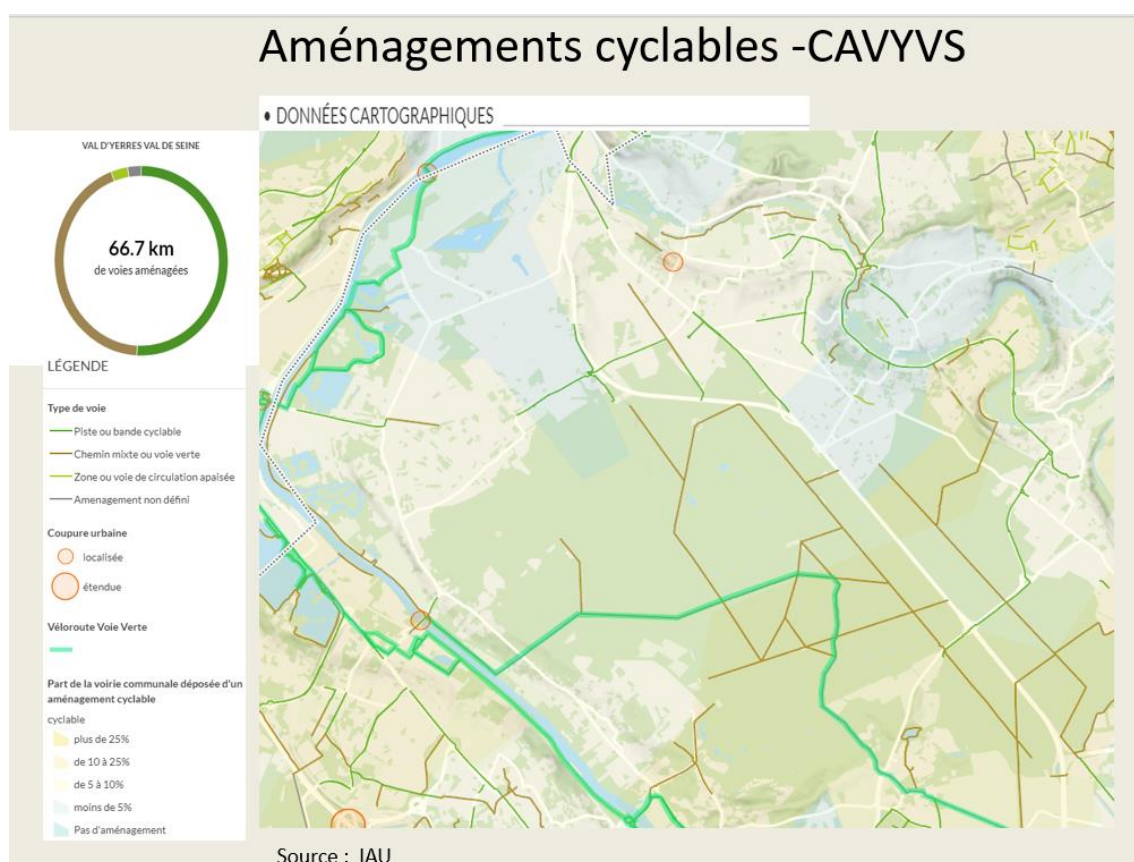 Aménagements cyclables -CAVYVS
• DONNÉES CARTOGRAPHIQUES
VAL D'YERRES VAL DE SEINE
66.7 km
de voies aménagées
LÉGENDE
Type de voie
Piste ou bande cyclable
Chemin mixte ou voie verte
Zone ou voie de circulation apaisée
Amenagement non défini
Coupure urbaine
localisée
étendue
Véloroute Voie Verte
Part de la voirie communale déposée d'un
aménagement cyclable
cyclable
plus de 25%
de 10 à 25%
de 5 à 10%
moins de 5%
Pas d'aménagement
Source : IAU